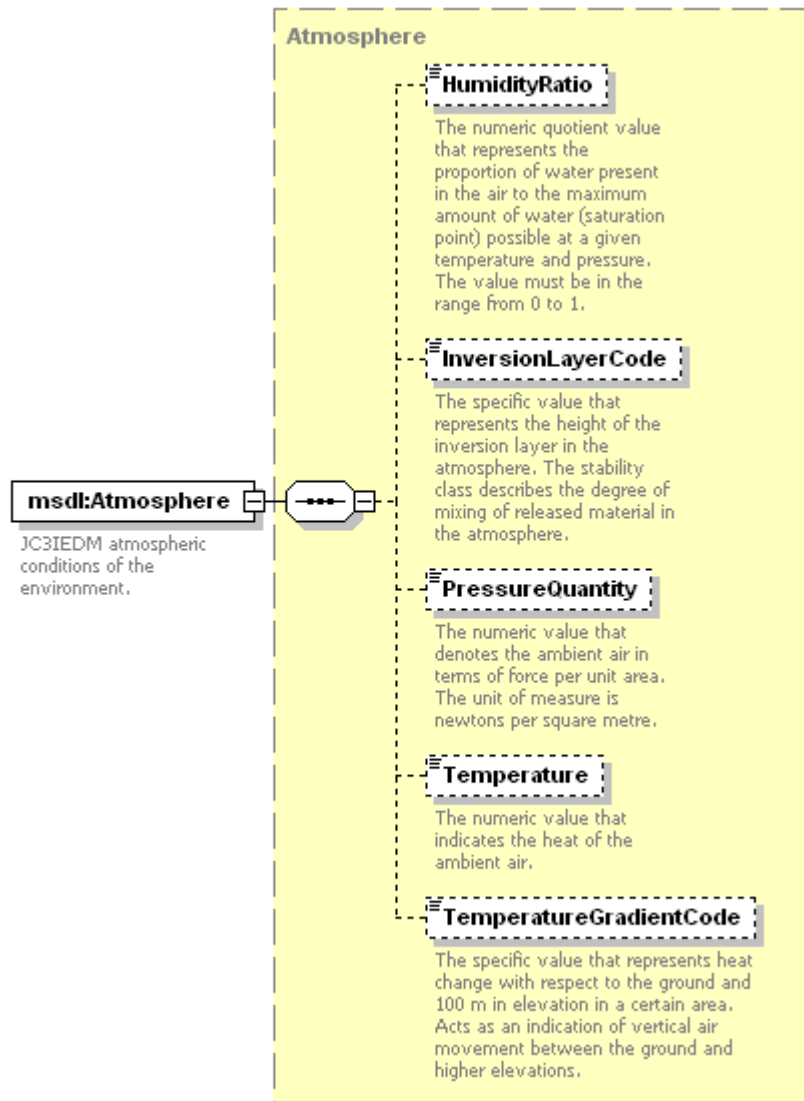 Atmosphere
HumidityRatio
The numeric quotient value
that represents the
proportion of water present
in the air to the maximum
amount of water (saturation
point) possible at a given
temperature and pressure.
The value must be in the
range from 0 to 1.
InversionLayerCode
The specific value that
represents the height of the
inversion layer in the
atmosphere. The stability
class describes the degree of
mixing of released material in
the atmosphere.
msdl:Atmosphere
JC3IEDM atmospheric
conditions of the
environment.
PressureQuantity
The numeric value that
denotes the ambient air in
terms of force per unit area.
The unit of measure is
newtons per square metre.
Temperature
The numeric value that
indicates the heat of the
ambient air.
TemperatureGradientCode
The specific value that represents heat
change with respect to the ground and
100 m in elevation in a certain area.
Acts as an indication of vertical air
movement between the ground and
higher elevations.